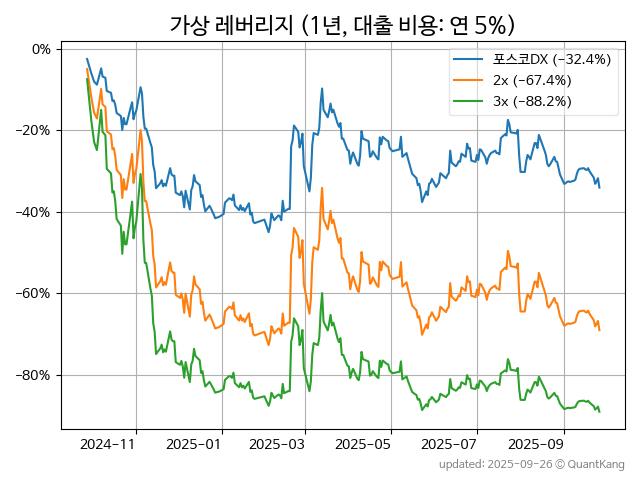 가상 레버리지 (1년, 대출 비용: 연 5%)
포스코DX (−32.4%)
2x (−67.4%)
3x (−88.2%)
0%
−20%
−40%
−60%
−80%
2024-11 2025-01 2025-03 2025-05 2025-07 2025-09
updated: 2025-09-26 © QuantKang